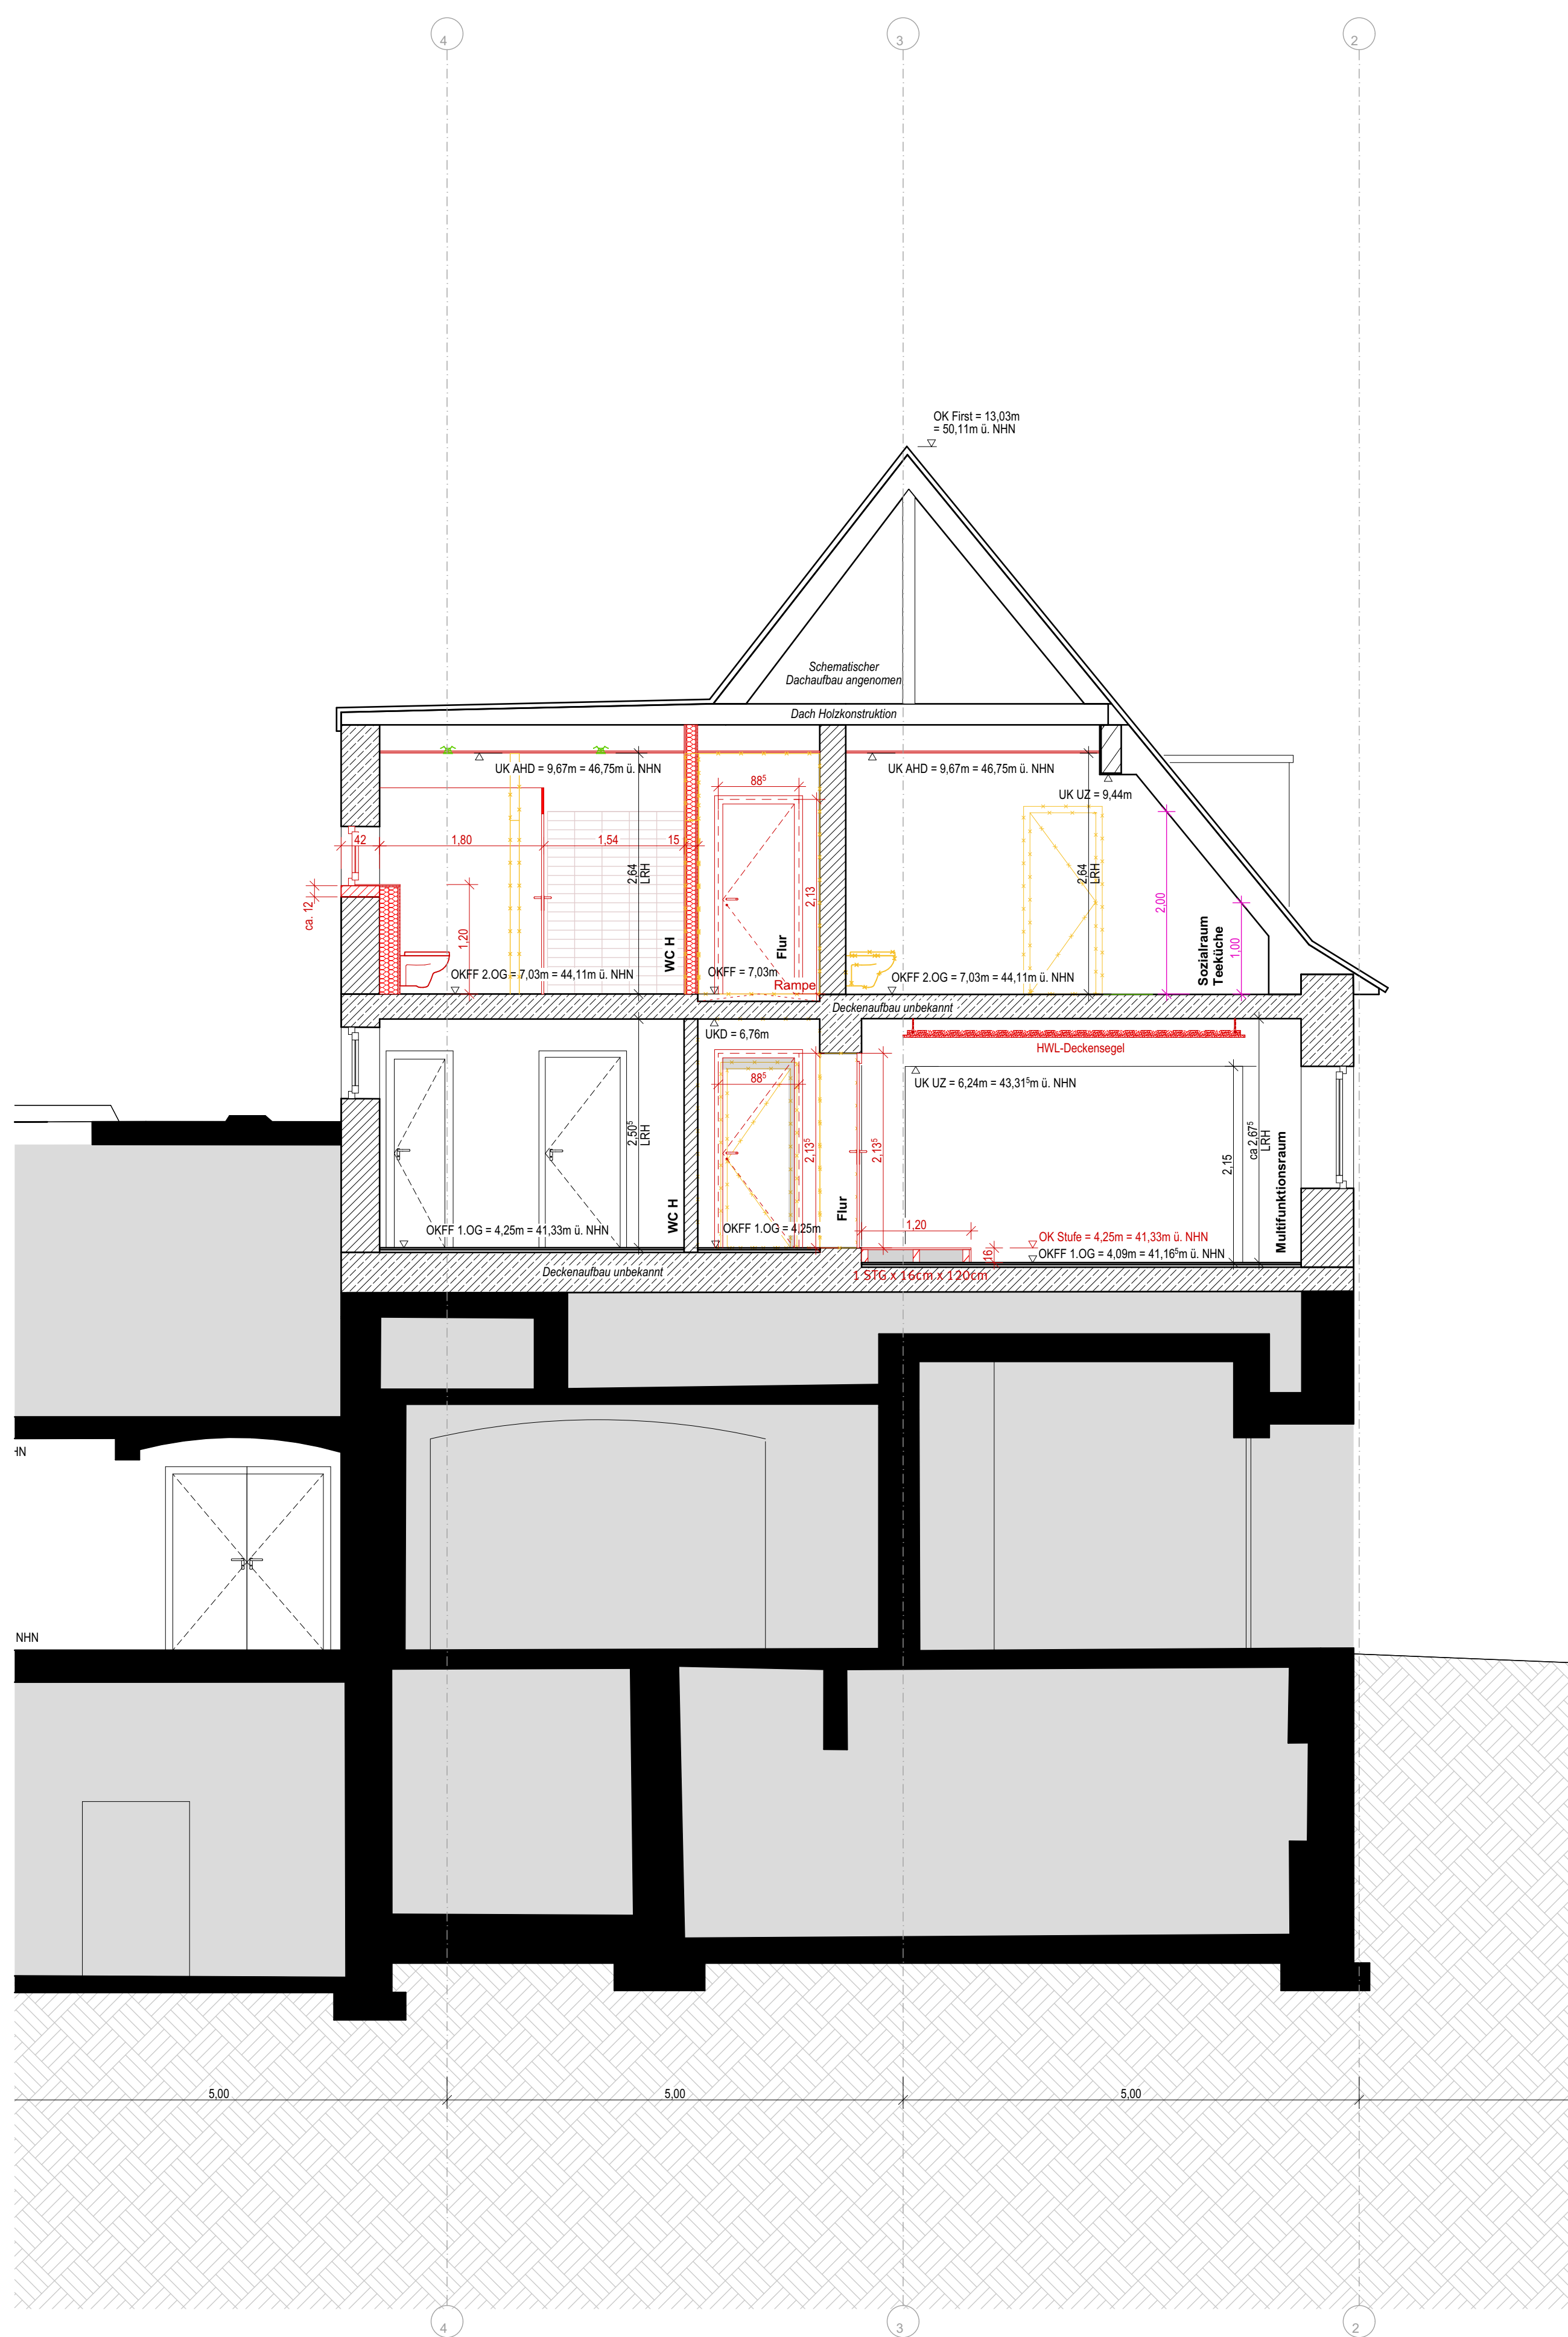 4
3
2
OK First = 13,03m
= 50,11m ü. NHN
Schematischer
Dachaufbau angenomen
Dach Holzkonstruktion
UK AHD = 9,67m = 46,75m ü. NHN
UK AHD = 9,67m = 46,75m ü. NHN
88⁵
UK UZ = 9,44m
42
1,80
1,54
15
2,64
LRH
2,13
2,64
LRH
2,00
1,00
ca. 12
1,20
WC H
Flur
Sozialraum
Teeküche
OKFF 2.OG = 7,03m = 44,11m ü. NHN
OKFF = 7,03m
Rampe
OKFF 2.OG = 7,03m = 44,11m ü. NHN
Deckenaufbau unbekannt
UKD = 6,76m
HWL-Deckensegel
88⁵
UK UZ = 6,24m = 43,31⁵m ü. NHN
2,50⁵
LRH
2,13⁵
2,13⁵
2,15
ca 2,67⁵
LRH
WC H
Flur
Multifunktionsraum
OKFF 1.OG = 4,25m = 41,33m ü. NHN
OKFF 1.OG = 4,25m
1,20
16
OK Stufe = 4,25m = 41,33m ü. NHN
OKFF 1.OG = 4,09m = 41,16⁵m ü. NHN
Deckenaufbau unbekannt
1 STG x 16cm x 120cm
HN
NHN
5,00
5,00
5,00
4
3
2